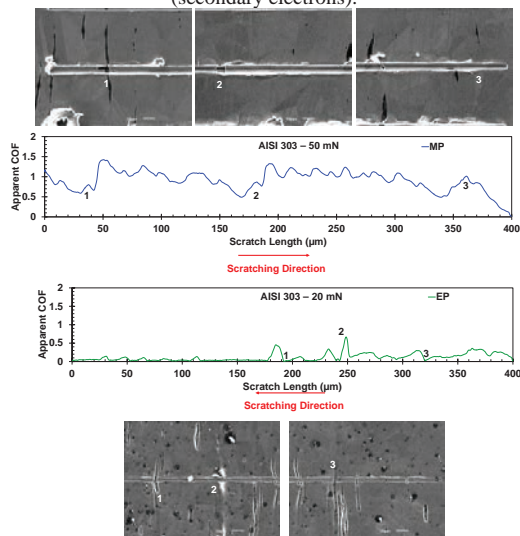 (secondary electrons).
1
2
3
Apparent COF
2
1.5
1
0.5
0
AISI 303 – 50 mN
MP
1
2
3
0 50 100 150 200 250 300 350 400
Scratch Length (µm)
Scratching Direction
Apparent COF
2
1.5
1
0.5
0
AISI 303 – 20 mN
EP
1
2
3
0 50 100 150 200 250 300 350 400
Scratch Length (µm)
Scratching Direction
1
2
3